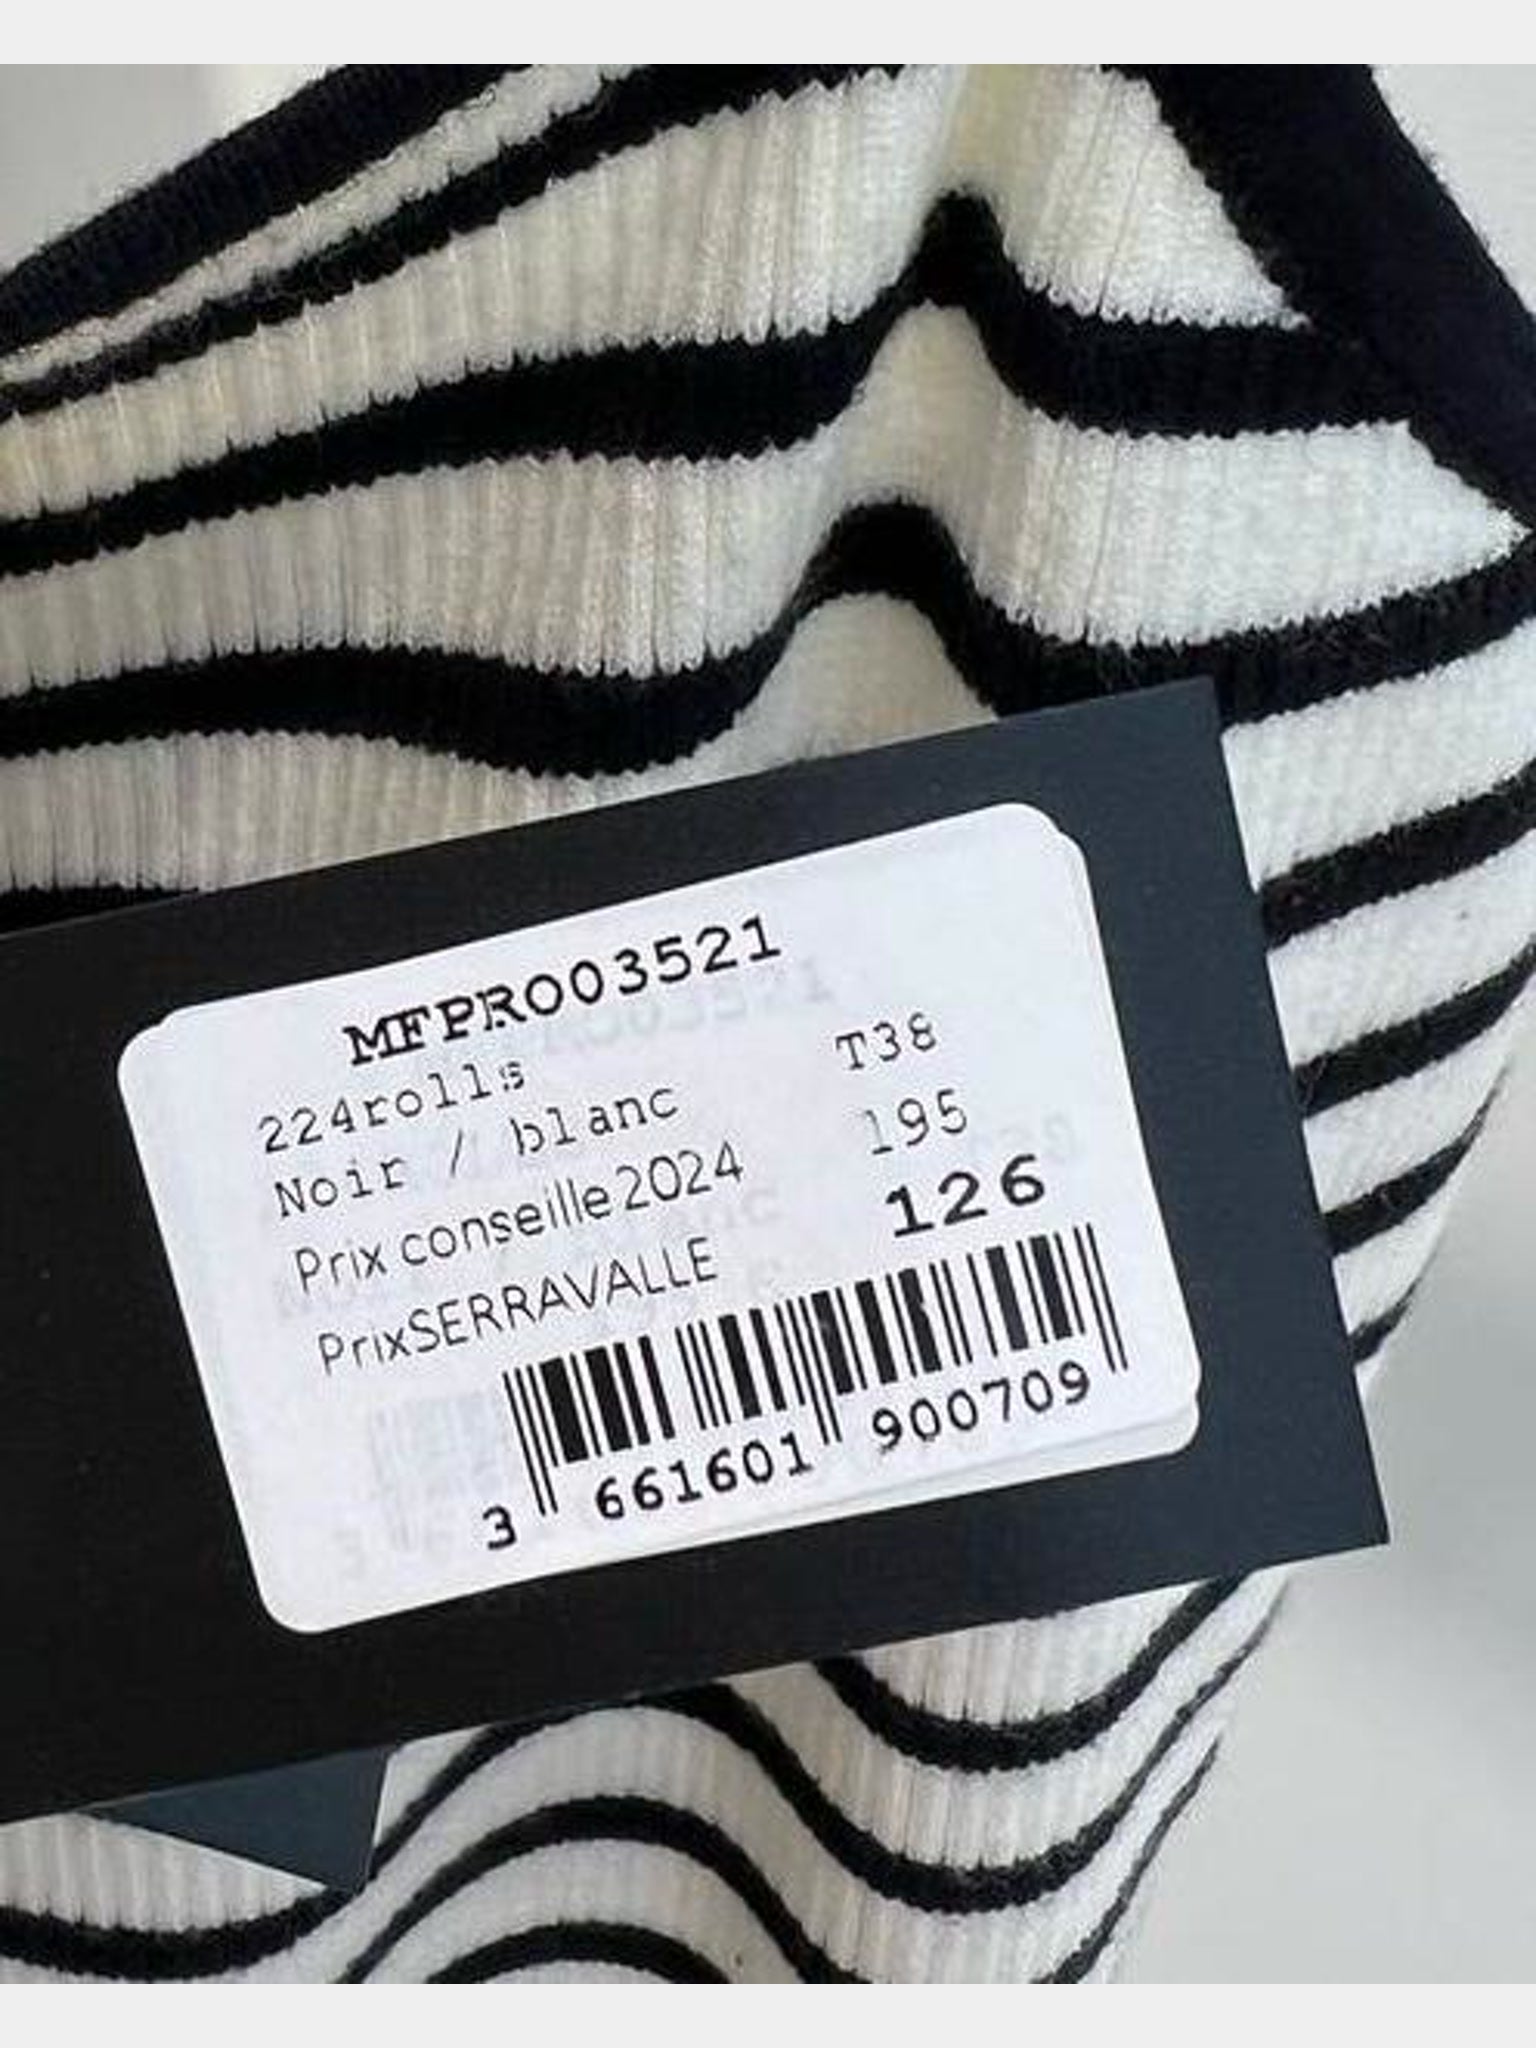 MFPRO03521
224rolls T38
Noir / blanc
Prix conseille 2024 195
PrixSERRAVALLE 126
3 661601 900709